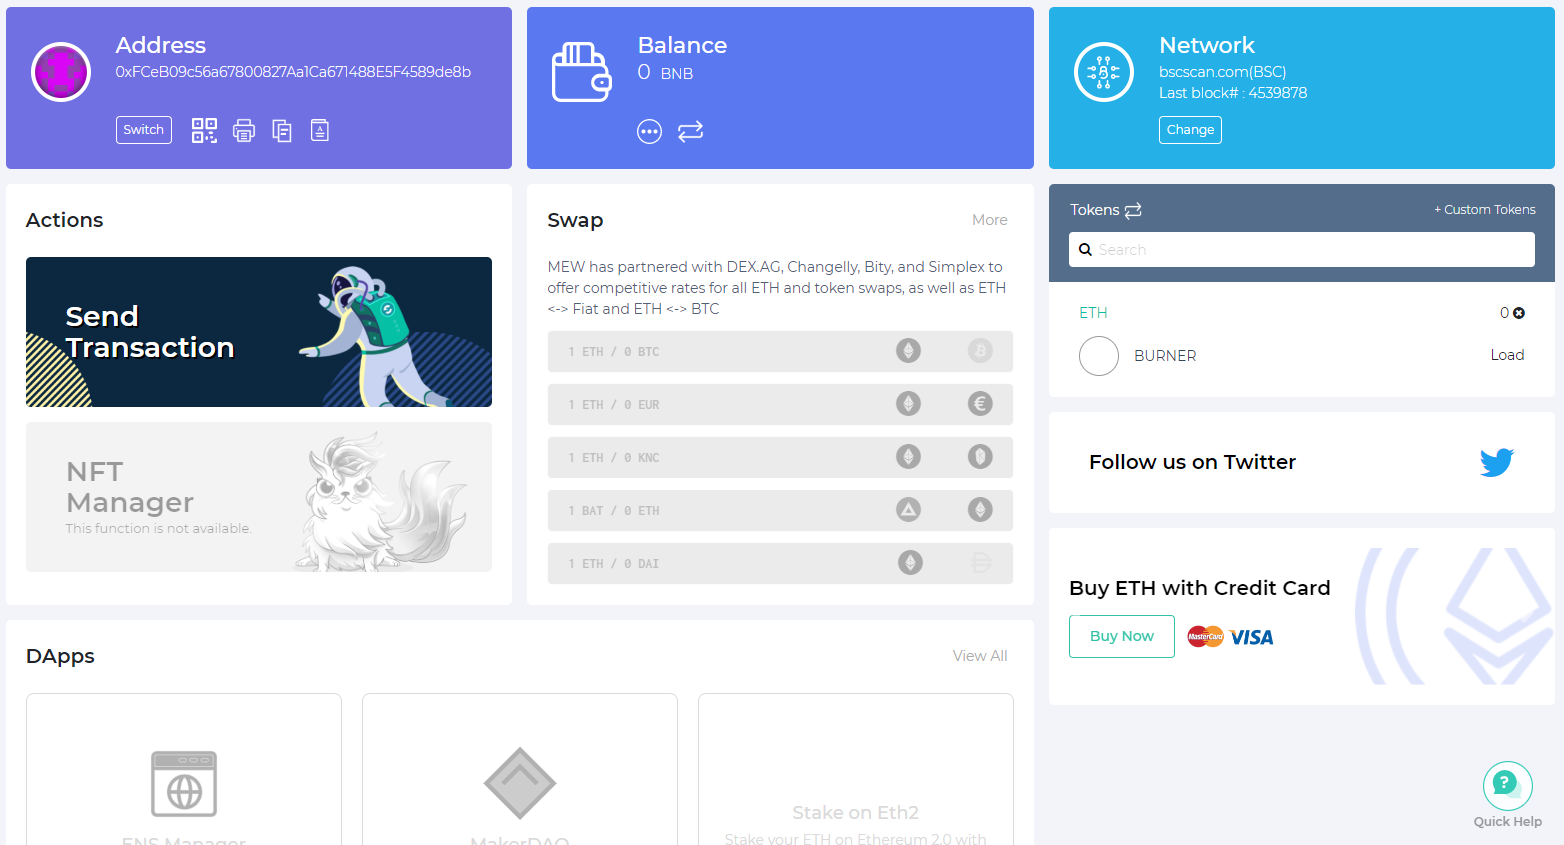 Address
0xFCeB09c56a67800827Aa1Ca671488E5F4589de8b
Switch
Balance
0 BNB
Network
bscscan.com(BSC)
Last block# : 4539878
Change
Actions
Send
Transaction
NFT
Manager
This function is not available.
Swap
More
MEW has partnered with DEX.AG, Changelly, Bity, and Simplex to
offer competitive rates for all ETH and token swaps, as well as ETH
<-> Fiat and ETH <-> BTC
1 ETH / 0 BTC
1 ETH / 0 EUR
1 ETH / 0 KNC
1 BAT / 0 ETH
1 ETH / 0 DAI
Tokens
+ Custom Tokens
Search
ETH
0
BURNER
Load
Follow us on Twitter
Buy ETH with Credit Card
Buy Now
MasterCard
VISA
DApps
View All
ENS Manager
MakerDAO
Stake on Eth2
Stake your ETH on Ethereum 2.0 with
Quick Help